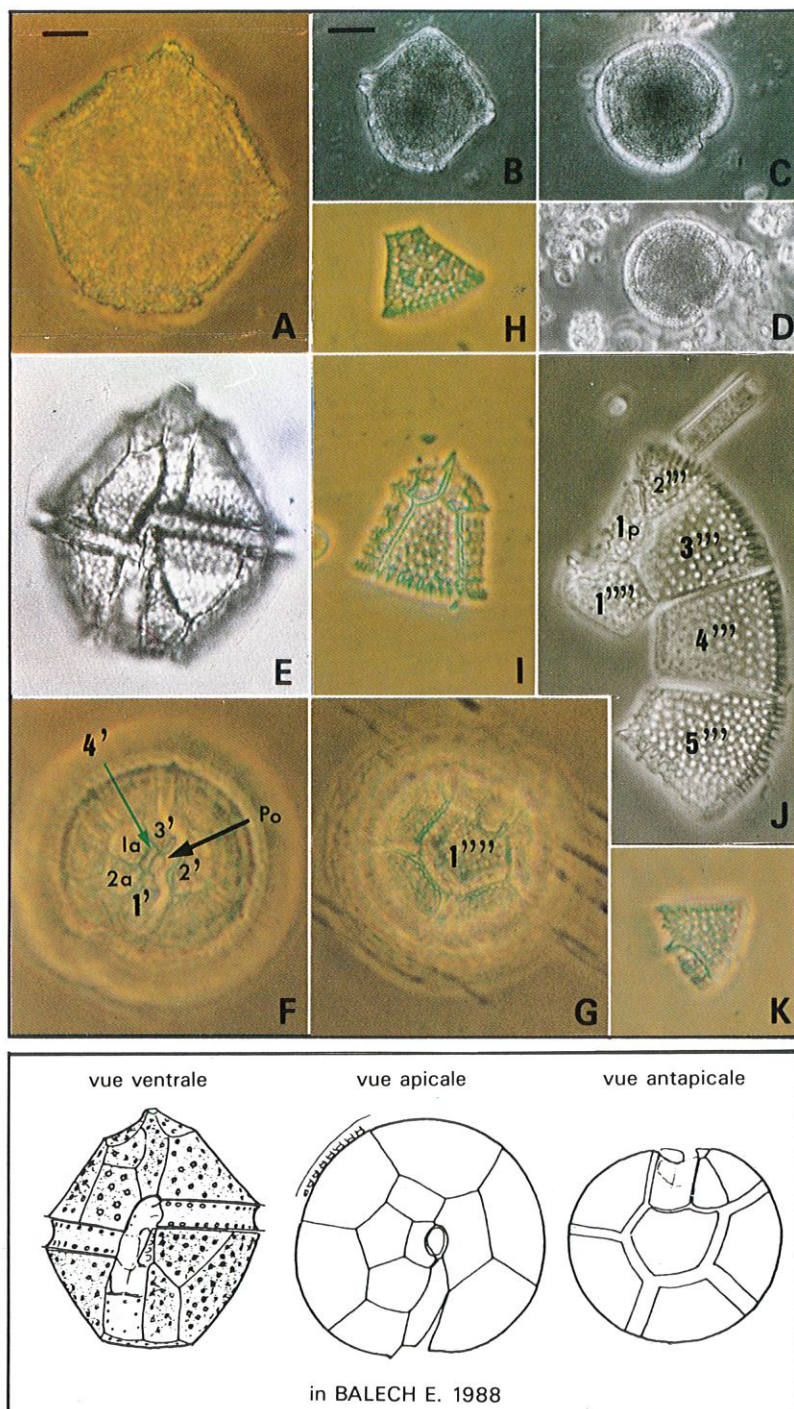 A
B
C
H
D
E
I
2'''
1p
3'''
1''''
4'''
5'''
J
4'
Po
3'
1a
2'
2a
1'
F
1''''
G
K
vue ventrale
vue apicale
vue antapicale
in BALECH E. 1988